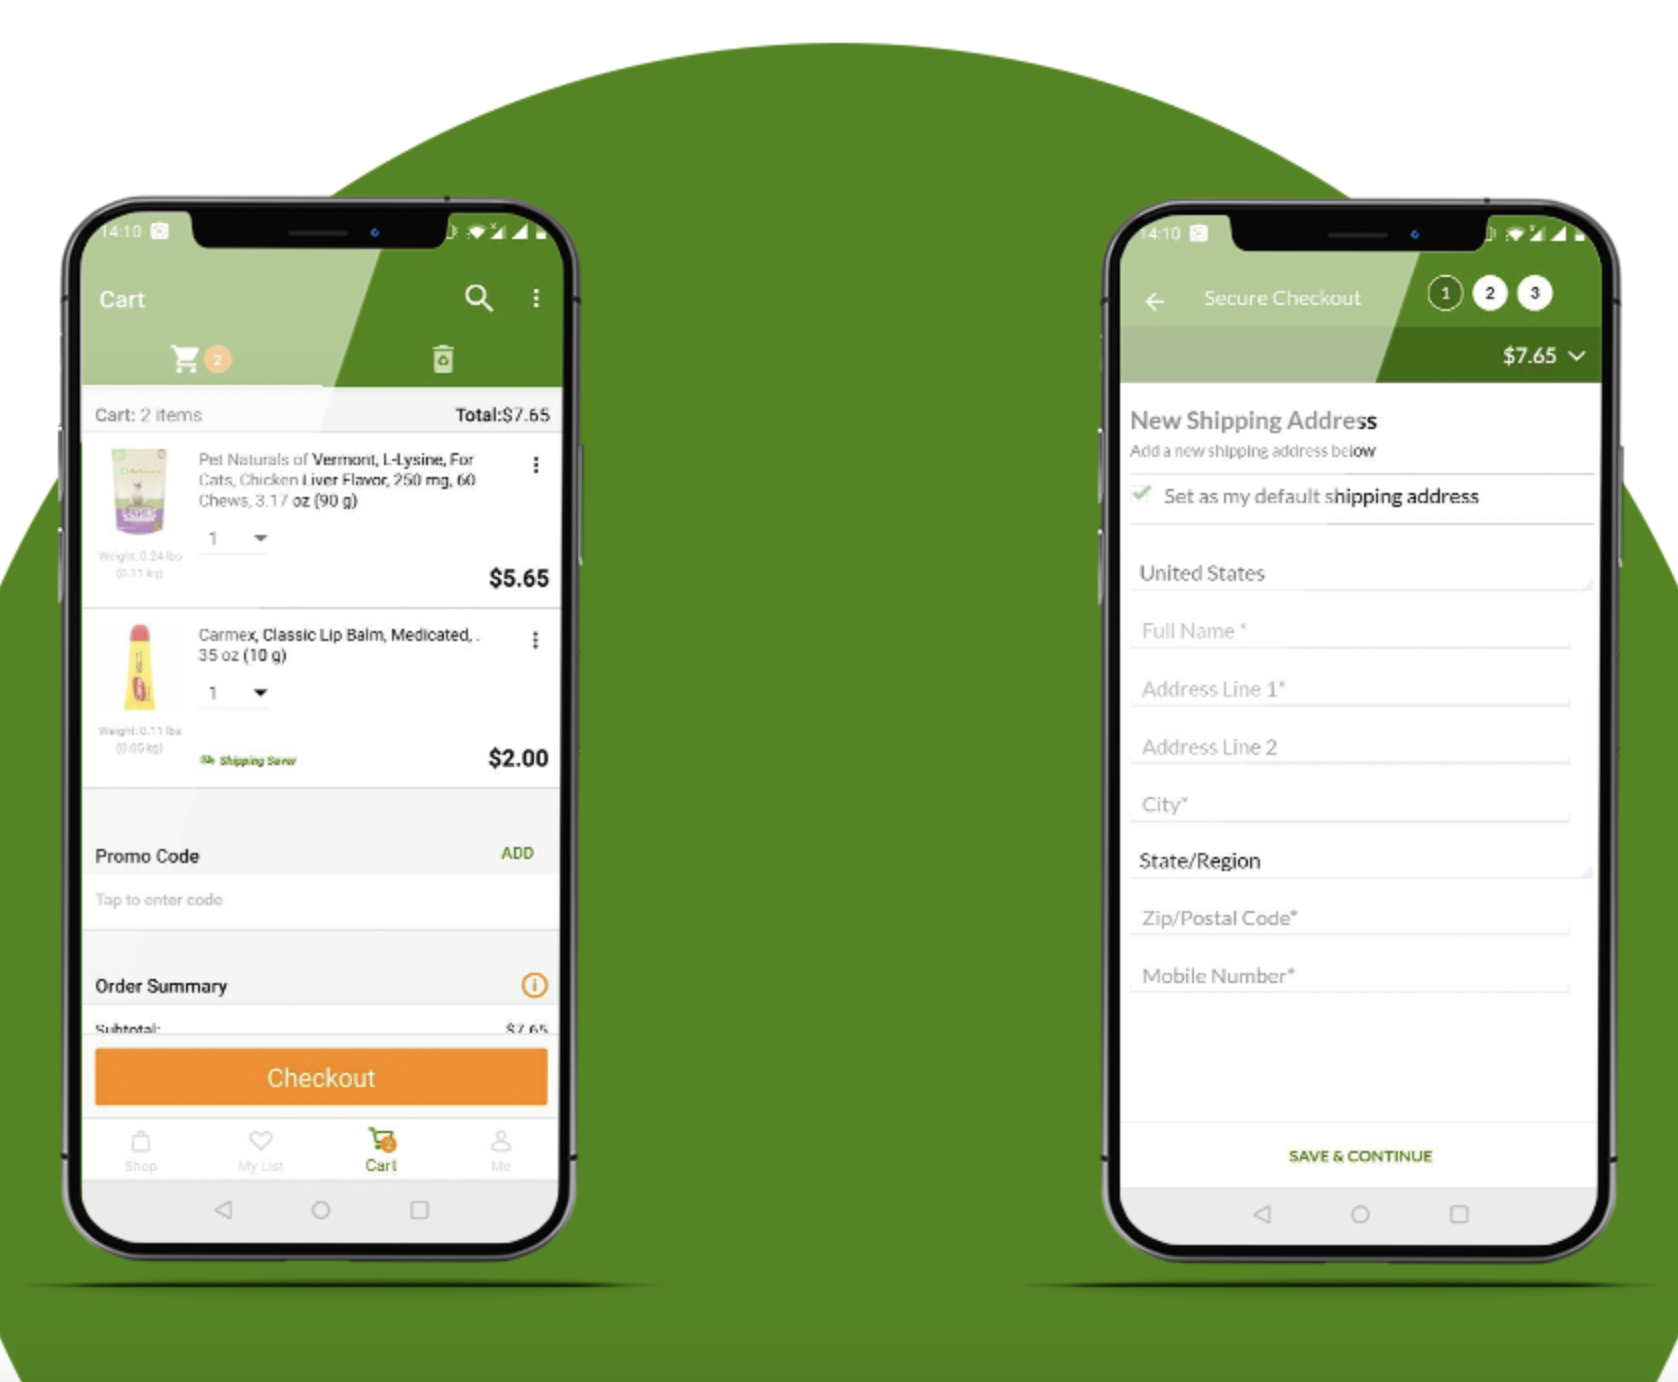 14:10
Cart
2
Cart: 2 items
Total:$7.65
Pet Naturals of Vermont, L-Lysine, For
Cats, Chicken Liver Flavor, 250 mg, 60
Chews, 3.17 oz (90 g)
1
Weight: 0.24 lbs
(0.11 kg)
$5.65
Carmex, Classic Lip Balm, Medicated, .
35 oz (10 g)
1
Weight: 0.11 lbs
(0.05 kg)
Shipping Saver
$2.00
Promo Code
ADD
Tap to enter code
Order Summary
Subtotal:
$7.65
Checkout
Shop
My List
Cart
Me
14:10
Secure Checkout
1 2 3
$7.65
New Shipping Address
Add a new shipping address below
Set as my default shipping address
United States
Full Name *
Address Line 1*
Address Line 2
City*
State/Region
Zip/Postal Code*
Mobile Number*
SAVE & CONTINUE